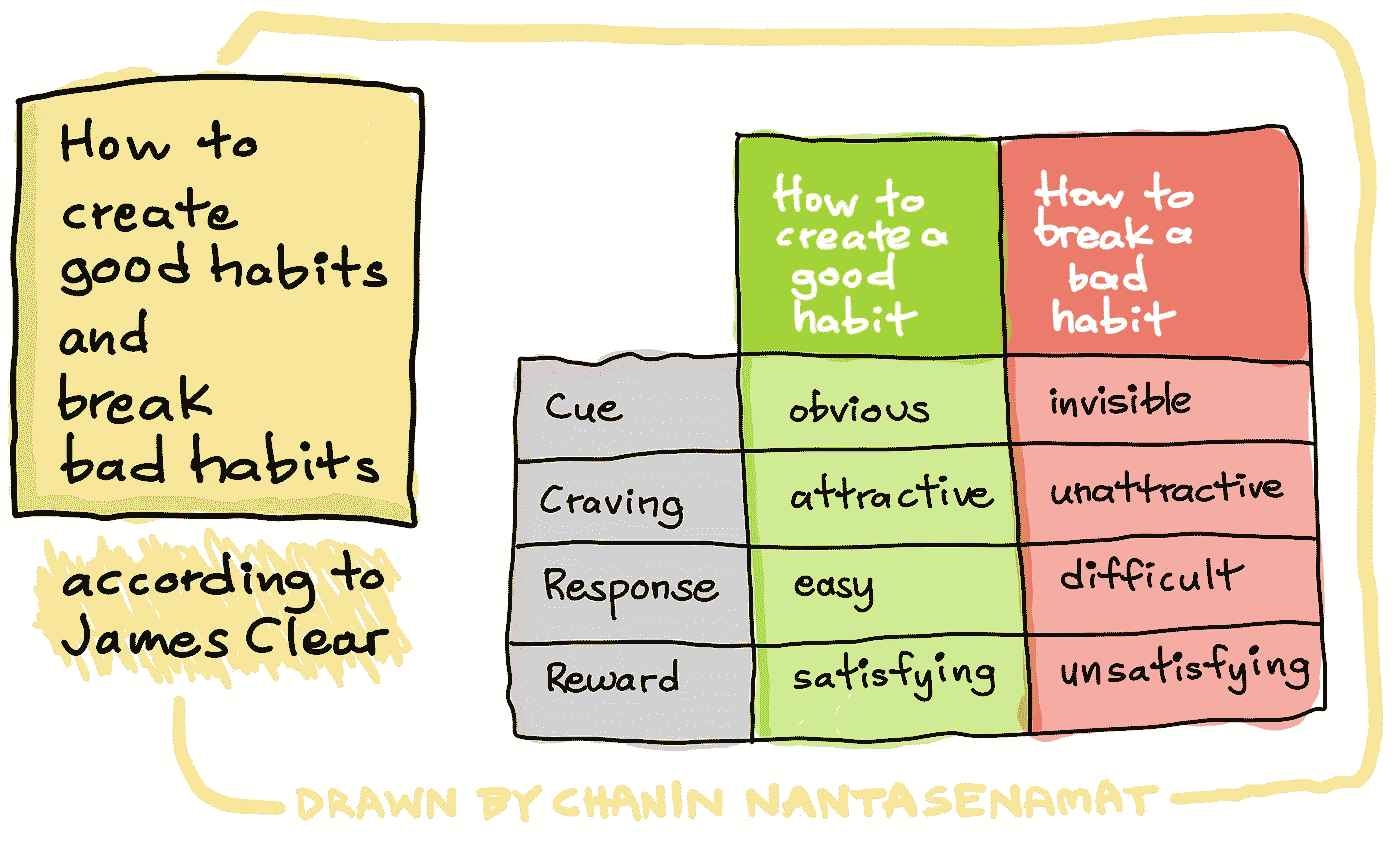 How to
create
good habits
and
break
bad habits
according to
James Clear
How to
create a
good
habit
How to
break a
bad
habit
Cue
obvious
invisible
Craving
attractive
unattractive
Response
easy
difficult
Reward
satisfying
unsatisfying
DRAWN BY CHANIN NANTASENAMAT